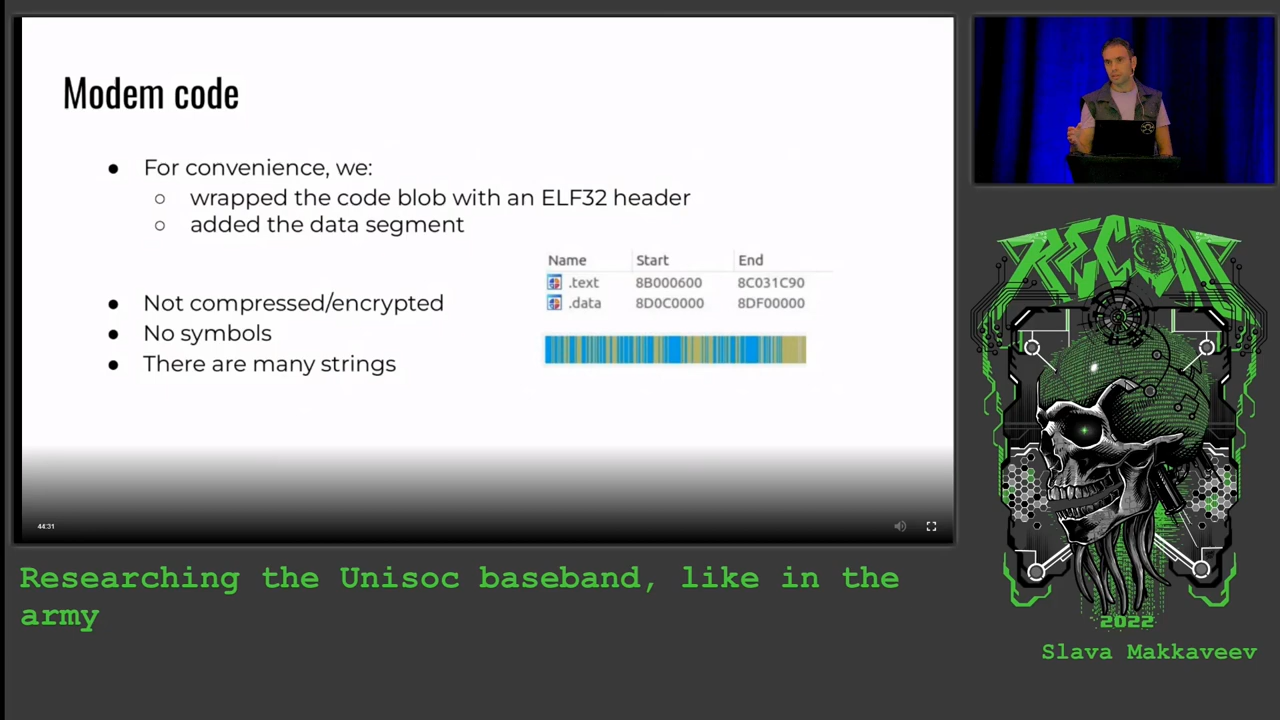 Modem code
● For convenience, we:
○ wrapped the code blob with an ELF32 header
○ added the data segment
Name Start End
.text 8B000600 8C031C90
.data 8D0C0000 8DF00000
● Not compressed/encrypted
● No symbols
● There are many strings
44:31
RECON
2022
Researching the Unisoc baseband, like in the
army
Slava Makkaveev